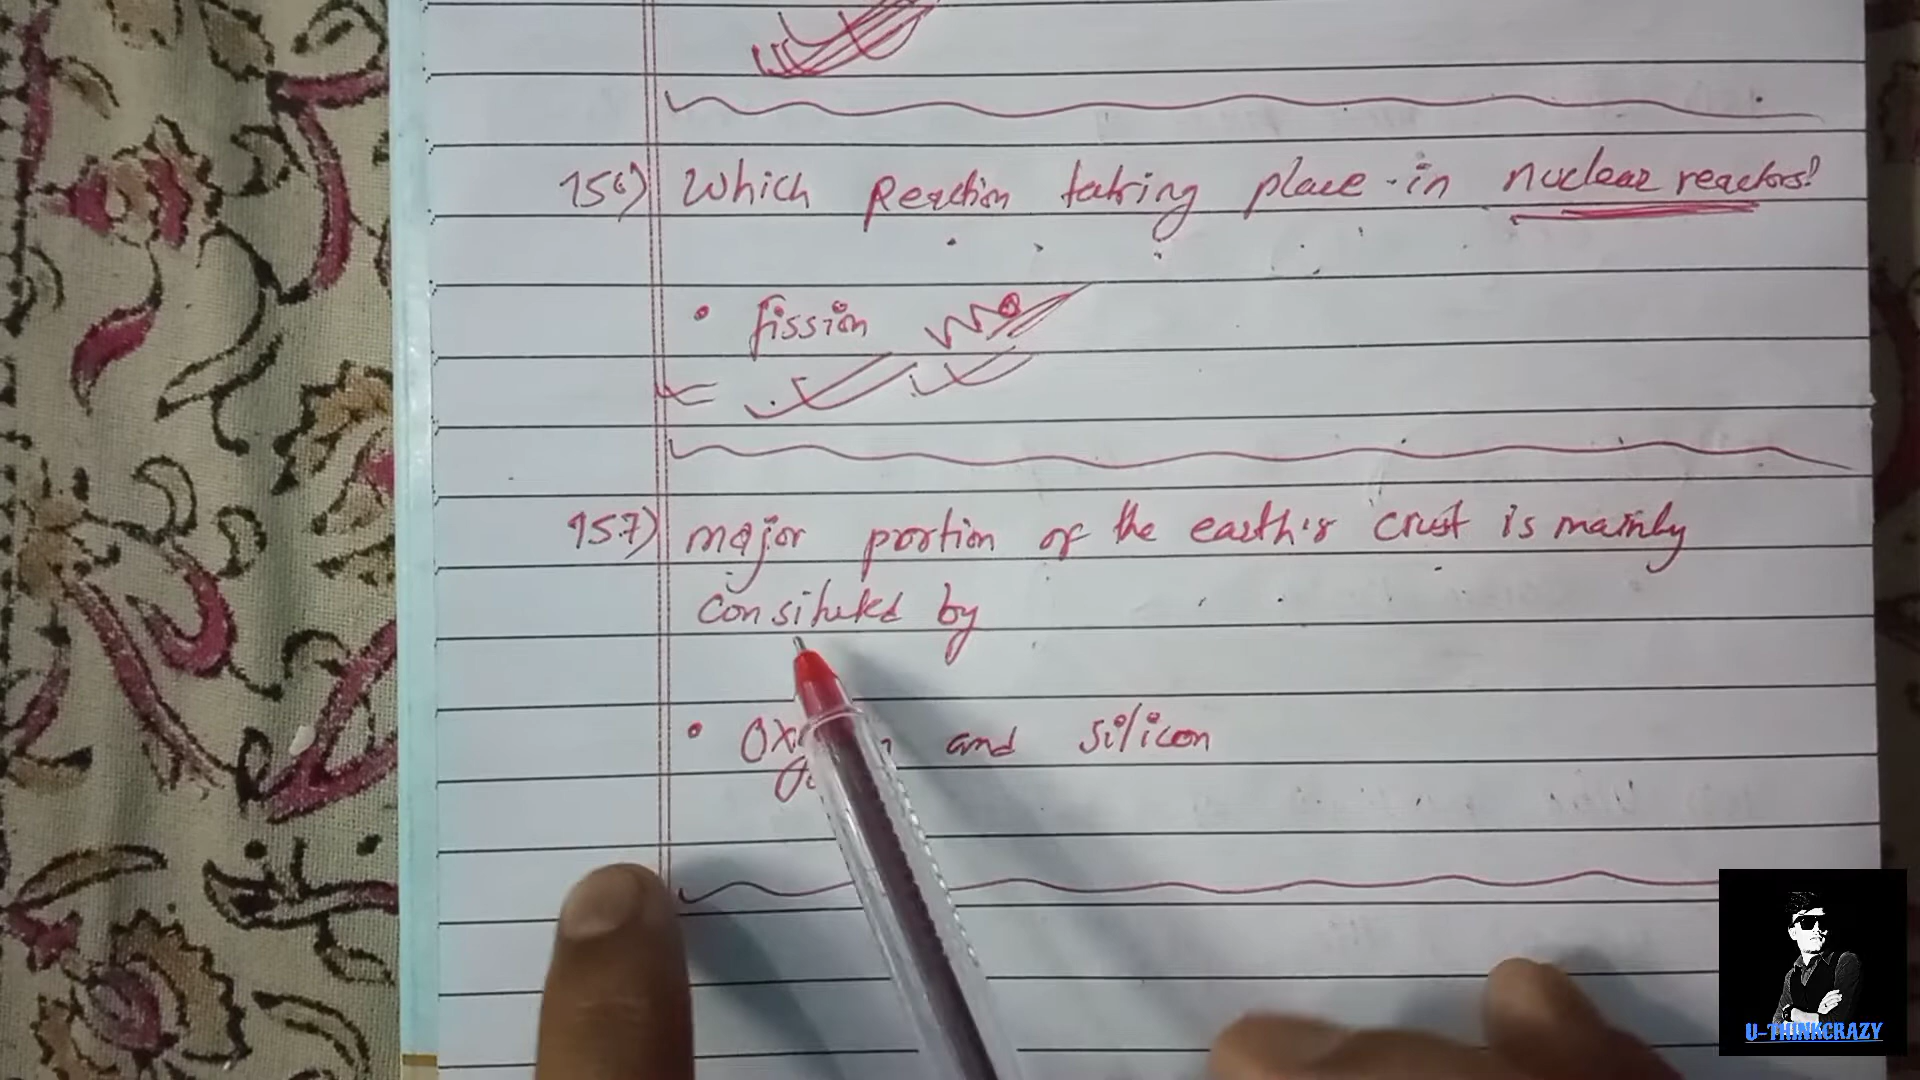 156) Which Reaction taking place in nuclear reactors?
• fission
157) major portion of the earth's crust is mainly
consituted by
• and silicon
U-THINKCRAZY